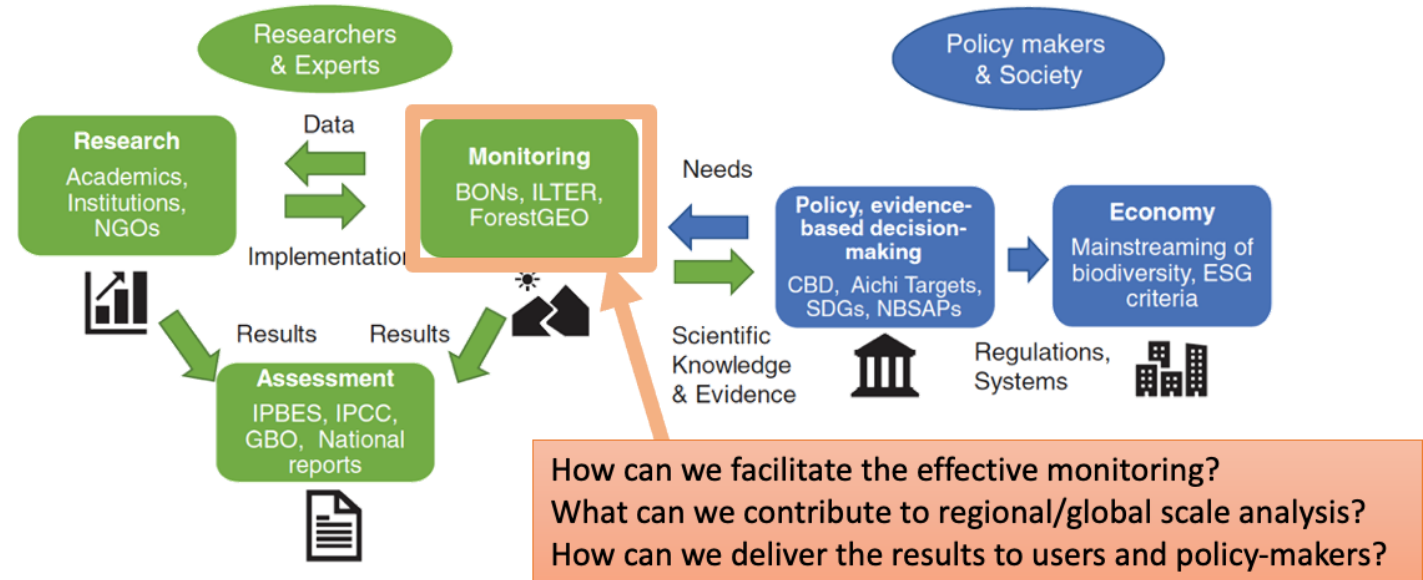 Researchers
& Experts
Policy makers
& Society
Research
Academics,
Institutions,
NGOs
Data
Implementation
Monitoring
BONs, ILTER,
ForestGEO
Needs
Scientific
Knowledge
& Evidence
Policy, evidence-
based decision-
making
CBD, Aichi Targets,
SDGs, NBSAPs
Regulations,
Systems
Economy
Mainstreaming of
biodiversity, ESG
criteria
Results
Results
Assessment
IPBES, IPCC,
GBO, National
reports
How can we facilitate the effective monitoring?
What can we contribute to regional/global scale analysis?
How can we deliver the results to users and policy-makers?